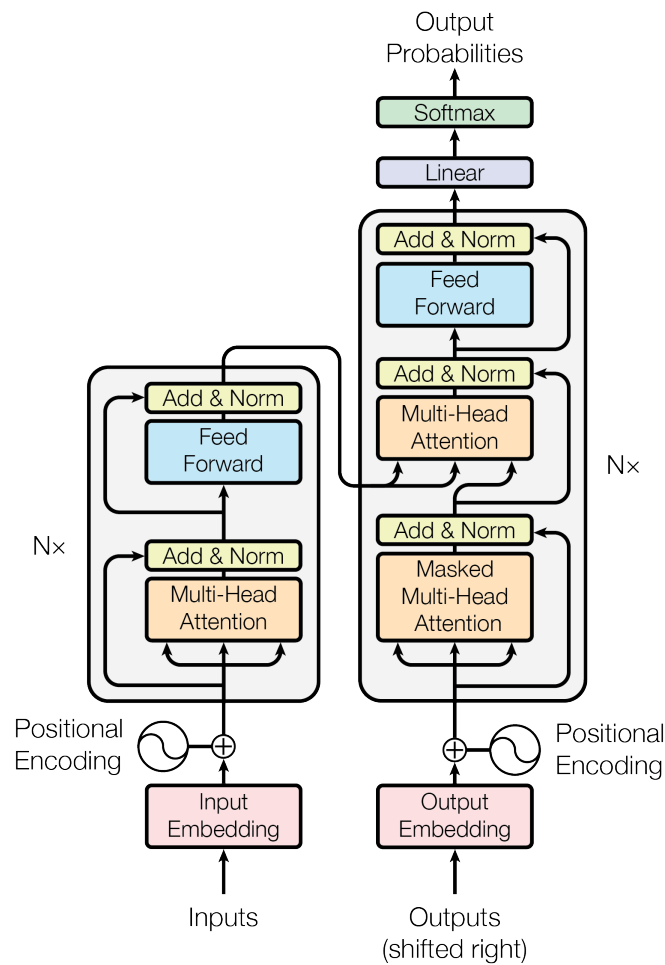 Output
Probabilities
Softmax
Linear
Add & Norm
Feed
Forward
Add & Norm
Multi-Head
Attention
Add & Norm
Masked
Multi-Head
Attention
N×
Add & Norm
Feed
Forward
Add & Norm
Multi-Head
Attention
N×
Positional
Encoding
Positional
Encoding
Input
Embedding
Output
Embedding
Inputs
Outputs
(shifted right)